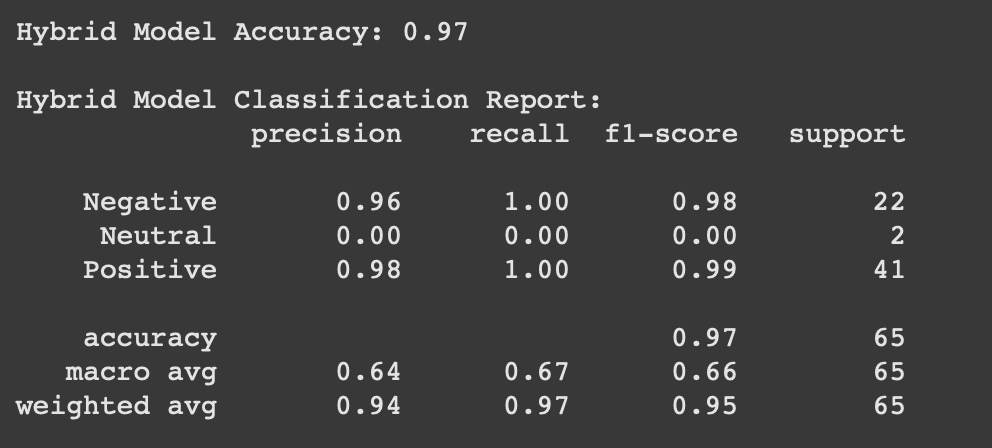 Hybrid Model Accuracy: 0.97
Hybrid Model Classification Report:
precision recall f1-score support
Negative 0.96 1.00 0.98 22
Neutral 0.00 0.00 0.00 2
Positive 0.98 1.00 0.99 41
accuracy 0.97 65
macro avg 0.64 0.67 0.66 65
weighted avg 0.94 0.97 0.95 65